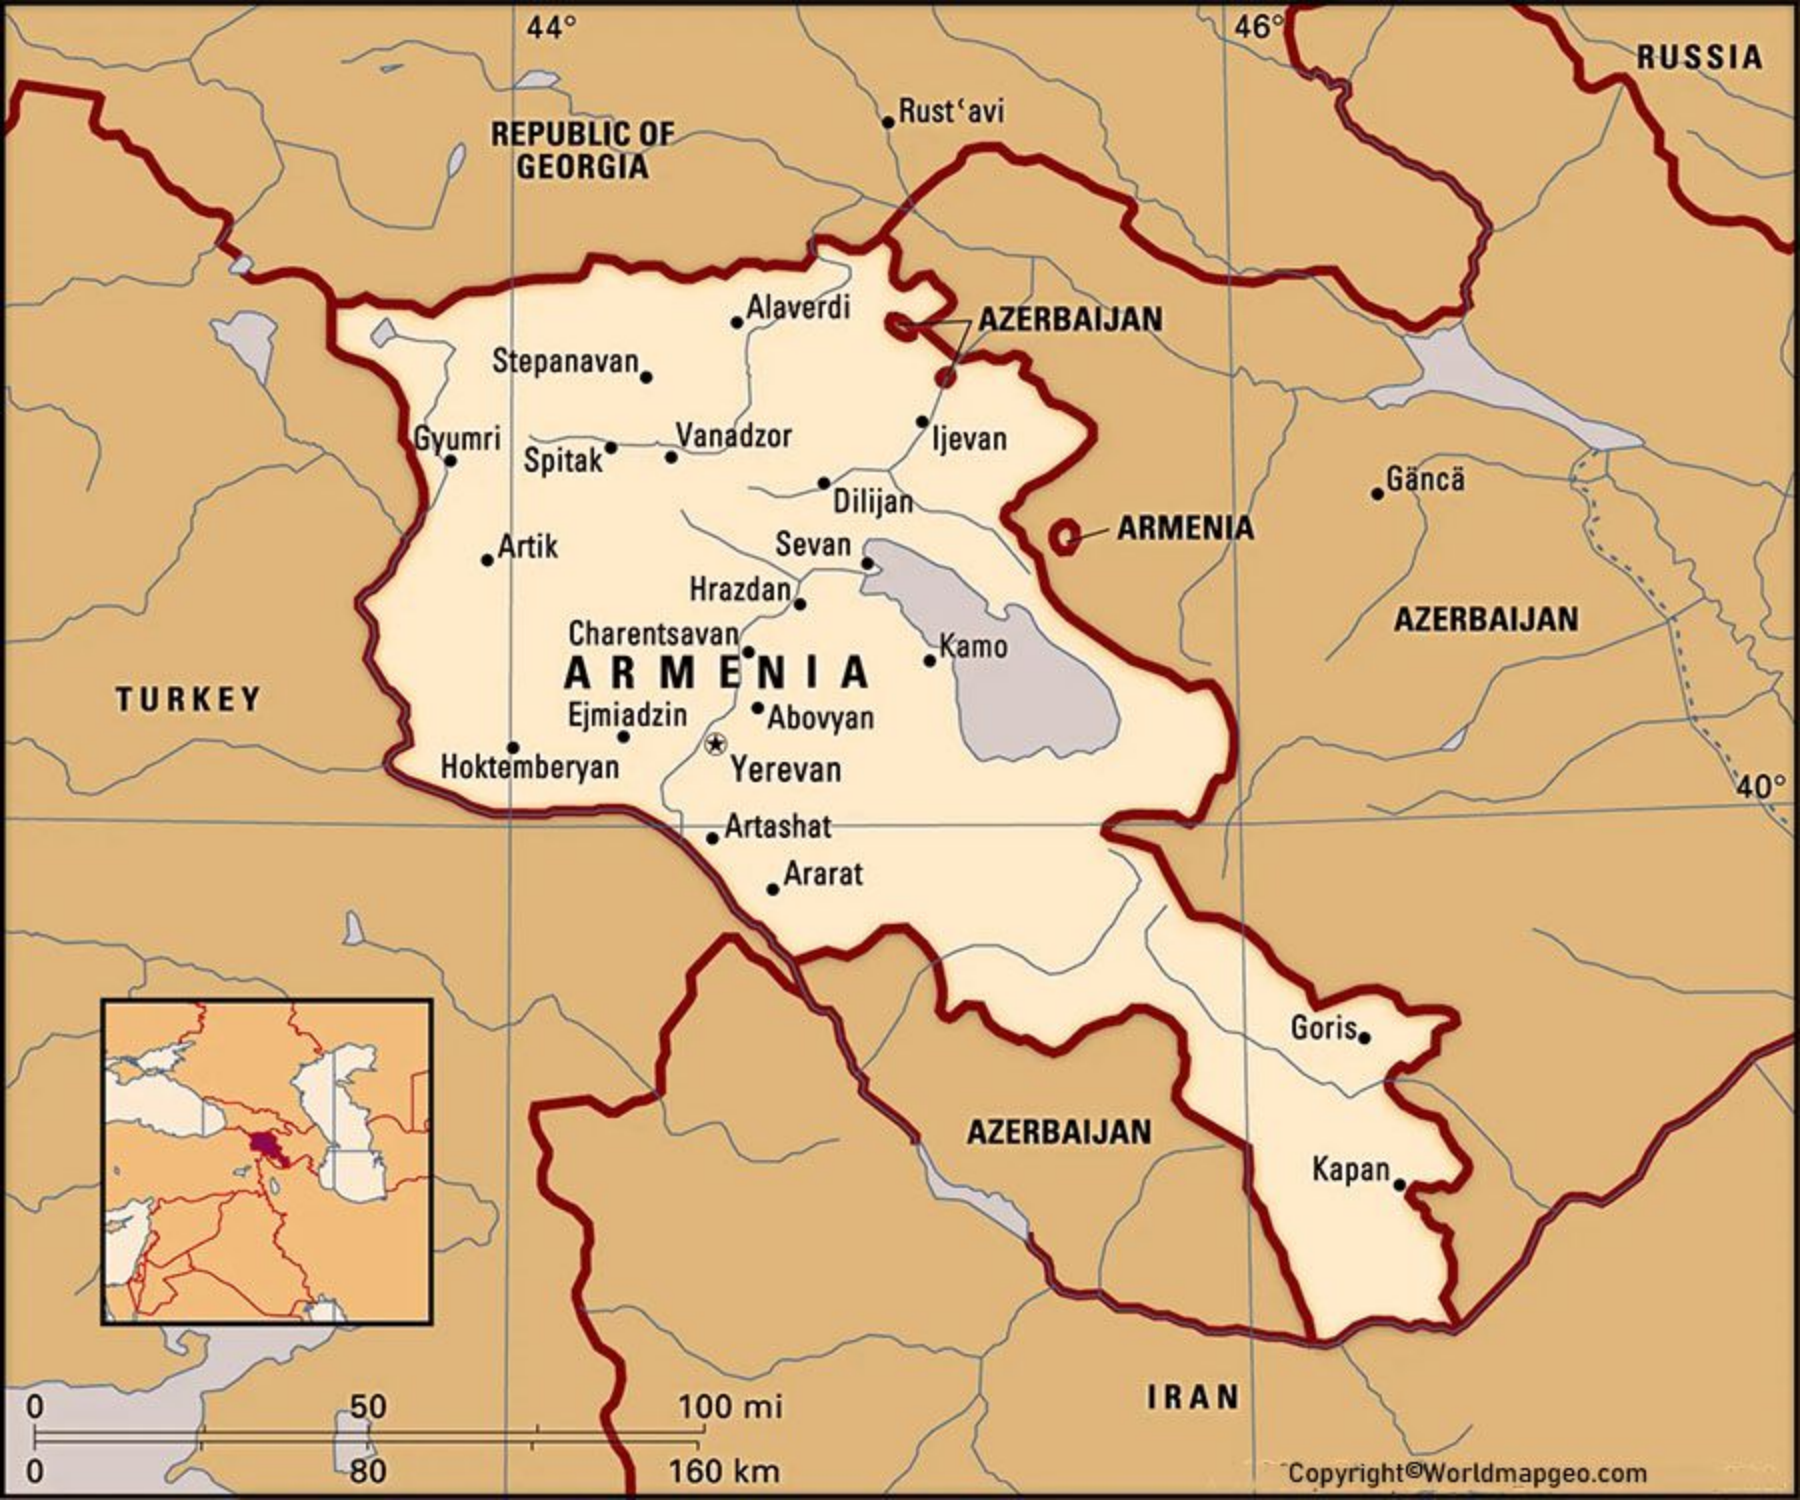 44°
46°
RUSSIA
Rust‘avi
REPUBLIC OF
GEORGIA
Alaverdi
AZERBAIJAN
Stepanavan
Gyumri
Vanadzor
Spitak
Ijevan
Dilijan
Gäncä
ARMENIA
Artik
Sevan
Hrazdan
Charentsavan
Kamo
AZERBAIJAN
ARMENIA
TURKEY
Ejmiadzin
Abovyan
Hoktemberyan
Yerevan
40°
Artashat
Ararat
Goris
AZERBAIJAN
Kapan
IRAN
0 50 100 mi
0 80 160 km
Copyright©Worldmapgeo.com